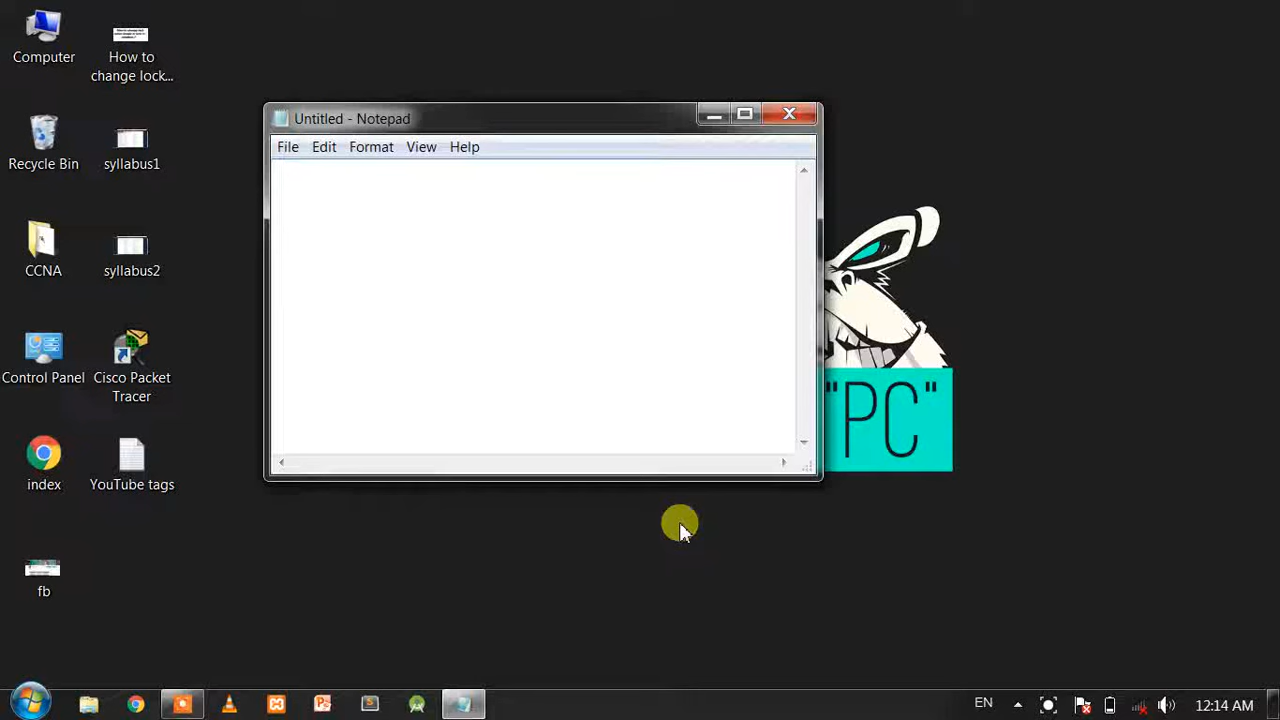 Computer
How to
change lock...
Untitled - Notepad
File Edit Format View Help
Recycle Bin
syllabus1
CCNA
syllabus2
Control Panel
Cisco Packet
Tracer
index
YouTube tags
fb
"PC"
EN
12:14 AM